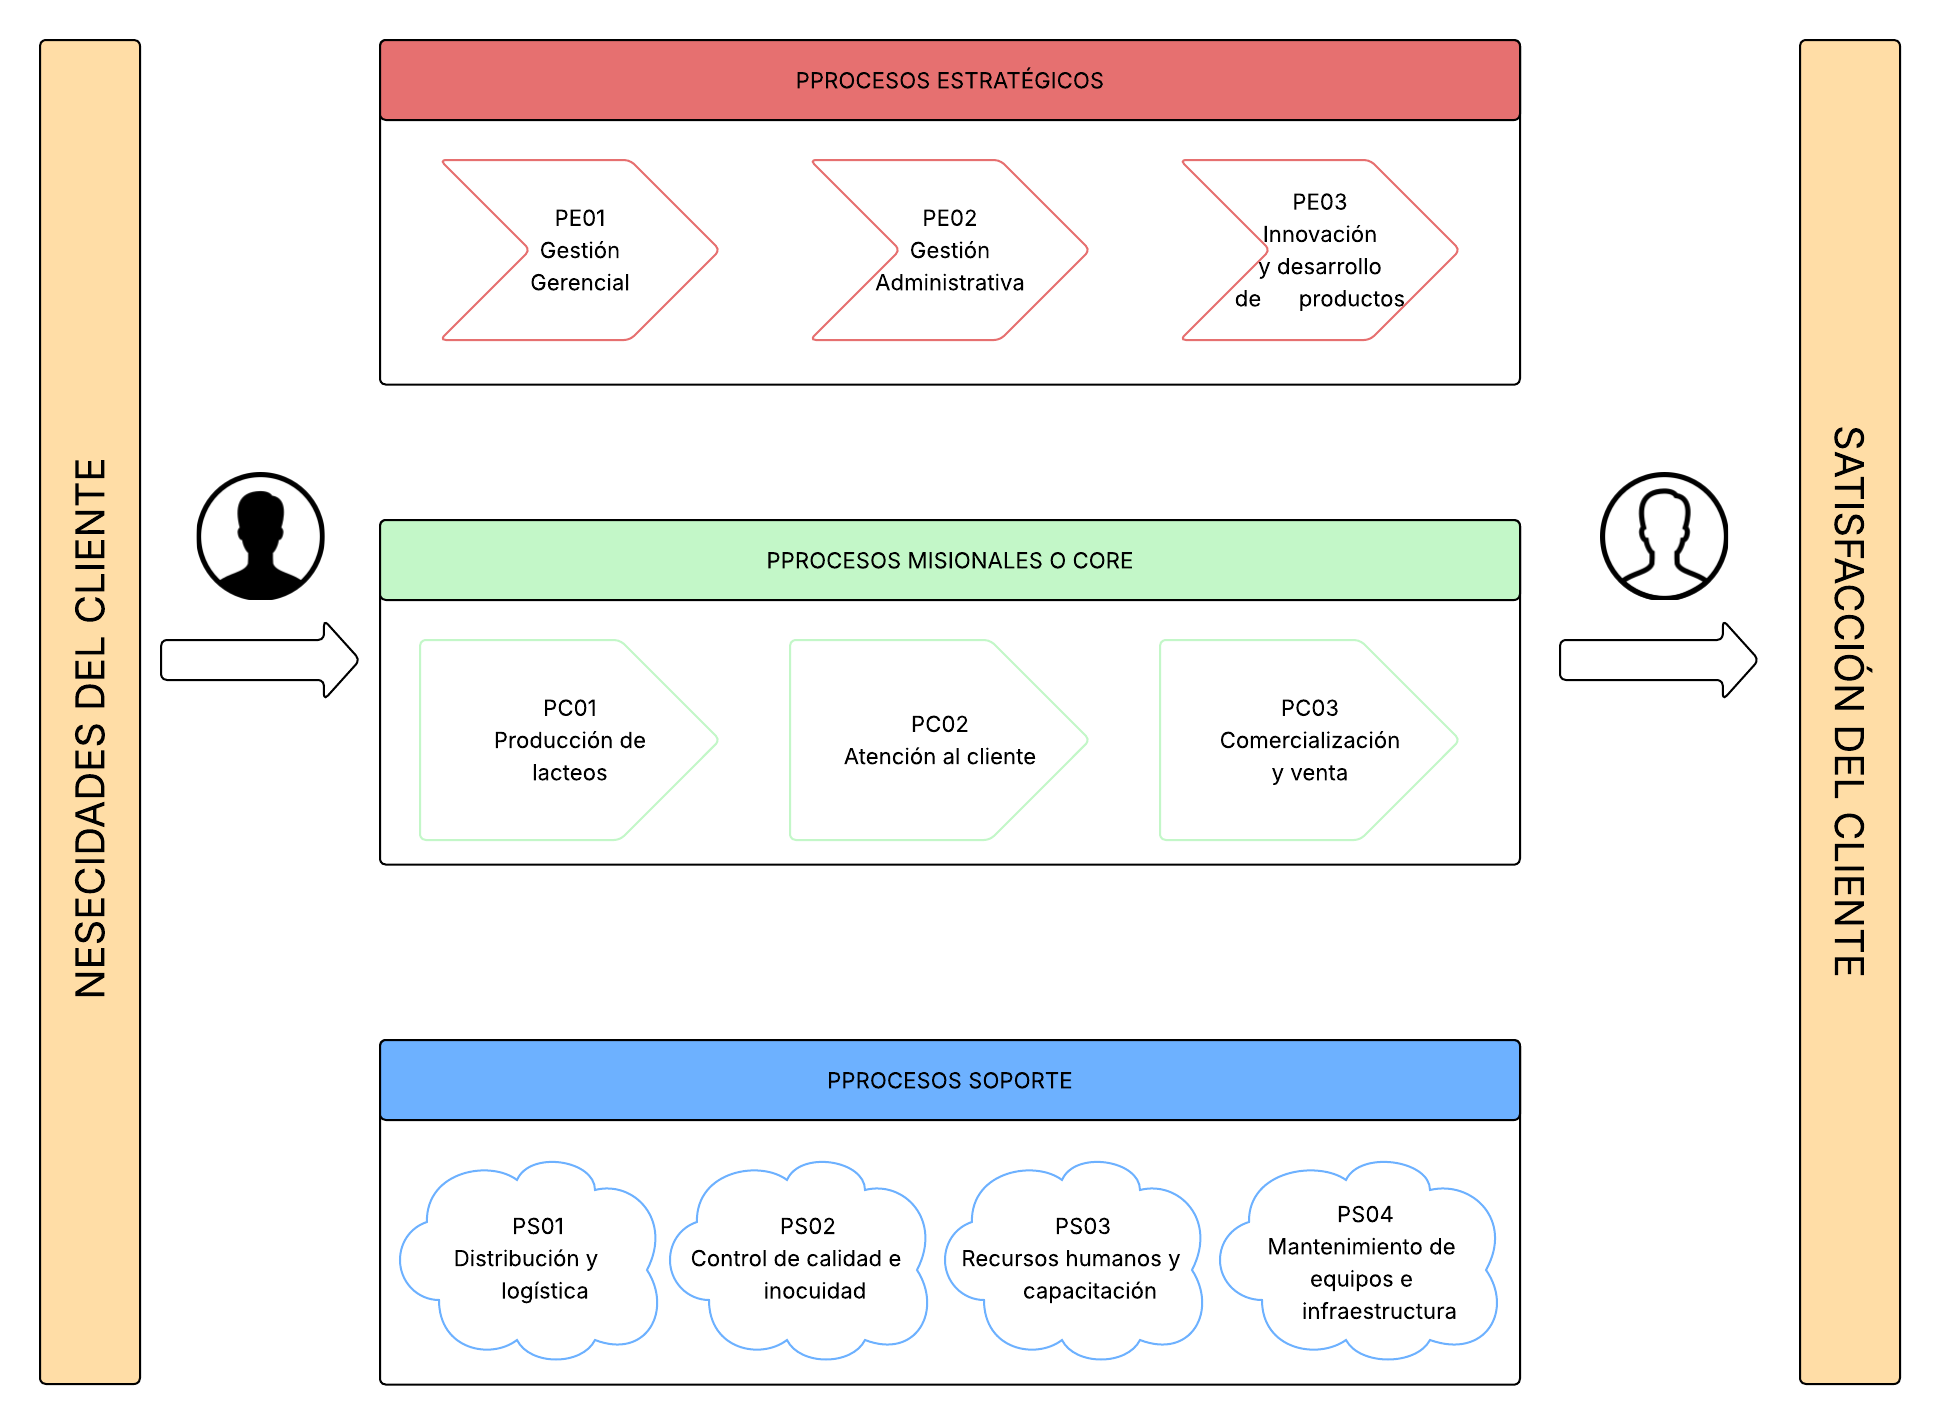 NESECIDADES DEL CLIENTE
PPROCESOS ESTRATÉGICOS
PE01
Gestión
Gerencial
PE02
Gestión
Administrativa
PE03
Innovación
y desarrollo
de productos
PPROCESOS MISIONALES O CORE
PC01
Producción de
lacteos
PC02
Atención al cliente
PC03
Comercialización
y venta
PPROCESOS SOPORTE
PS01
Distribución y
logística
PS02
Control de calidad e
inocuidad
PS03
Recursos humanos y
capacitación
PS04
Mantenimiento de
equipos e
infraestructura
SATISFACCIÓN DEL CLIENTE